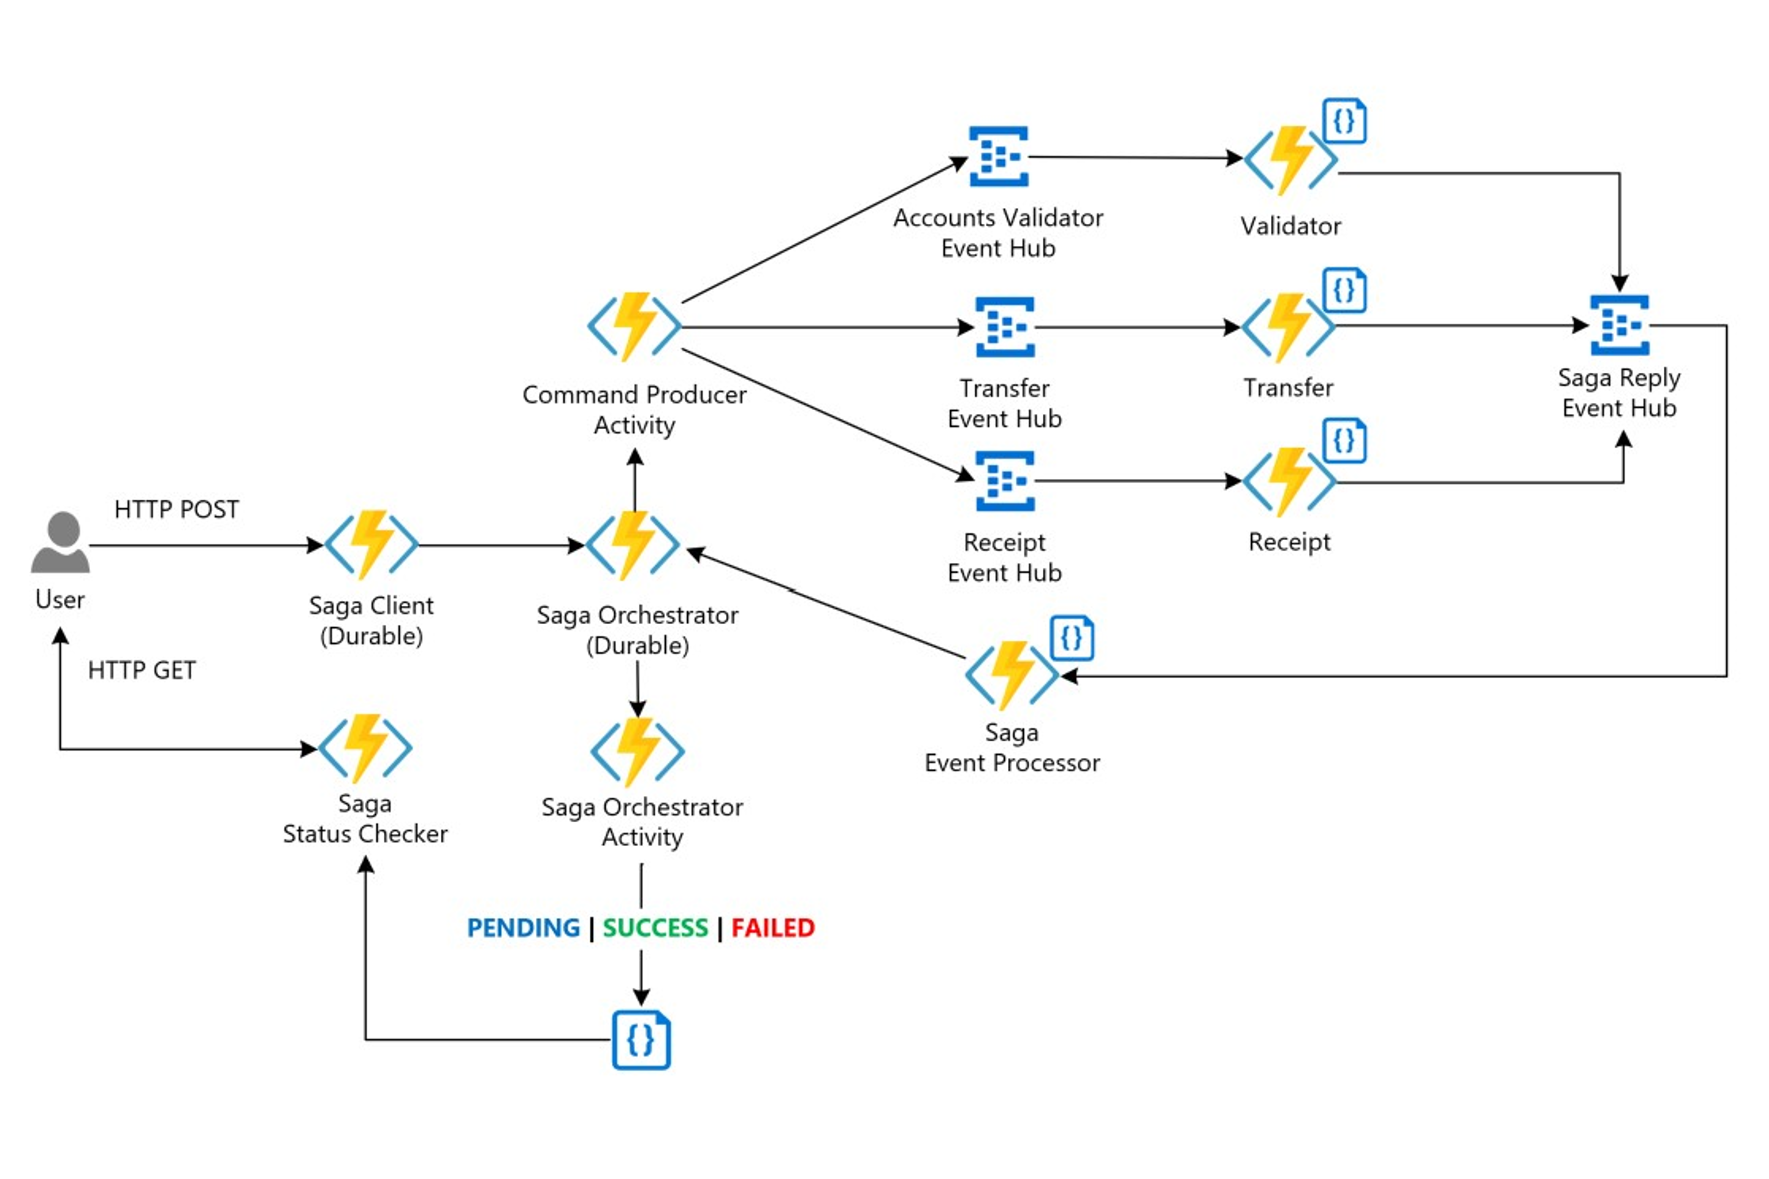 {}
Accounts Validator
Event Hub
Validator
{}
Command Producer
Activity
Transfer
Event Hub
Transfer
Saga Reply
Event Hub
{}
HTTP POST
User
Saga Client
(Durable)
Saga Orchestrator
(Durable)
Receipt
Event Hub
Receipt
HTTP GET
{}
Saga
Event Processor
Saga
Status Checker
Saga Orchestrator
Activity
PENDING | SUCCESS | FAILED
{}